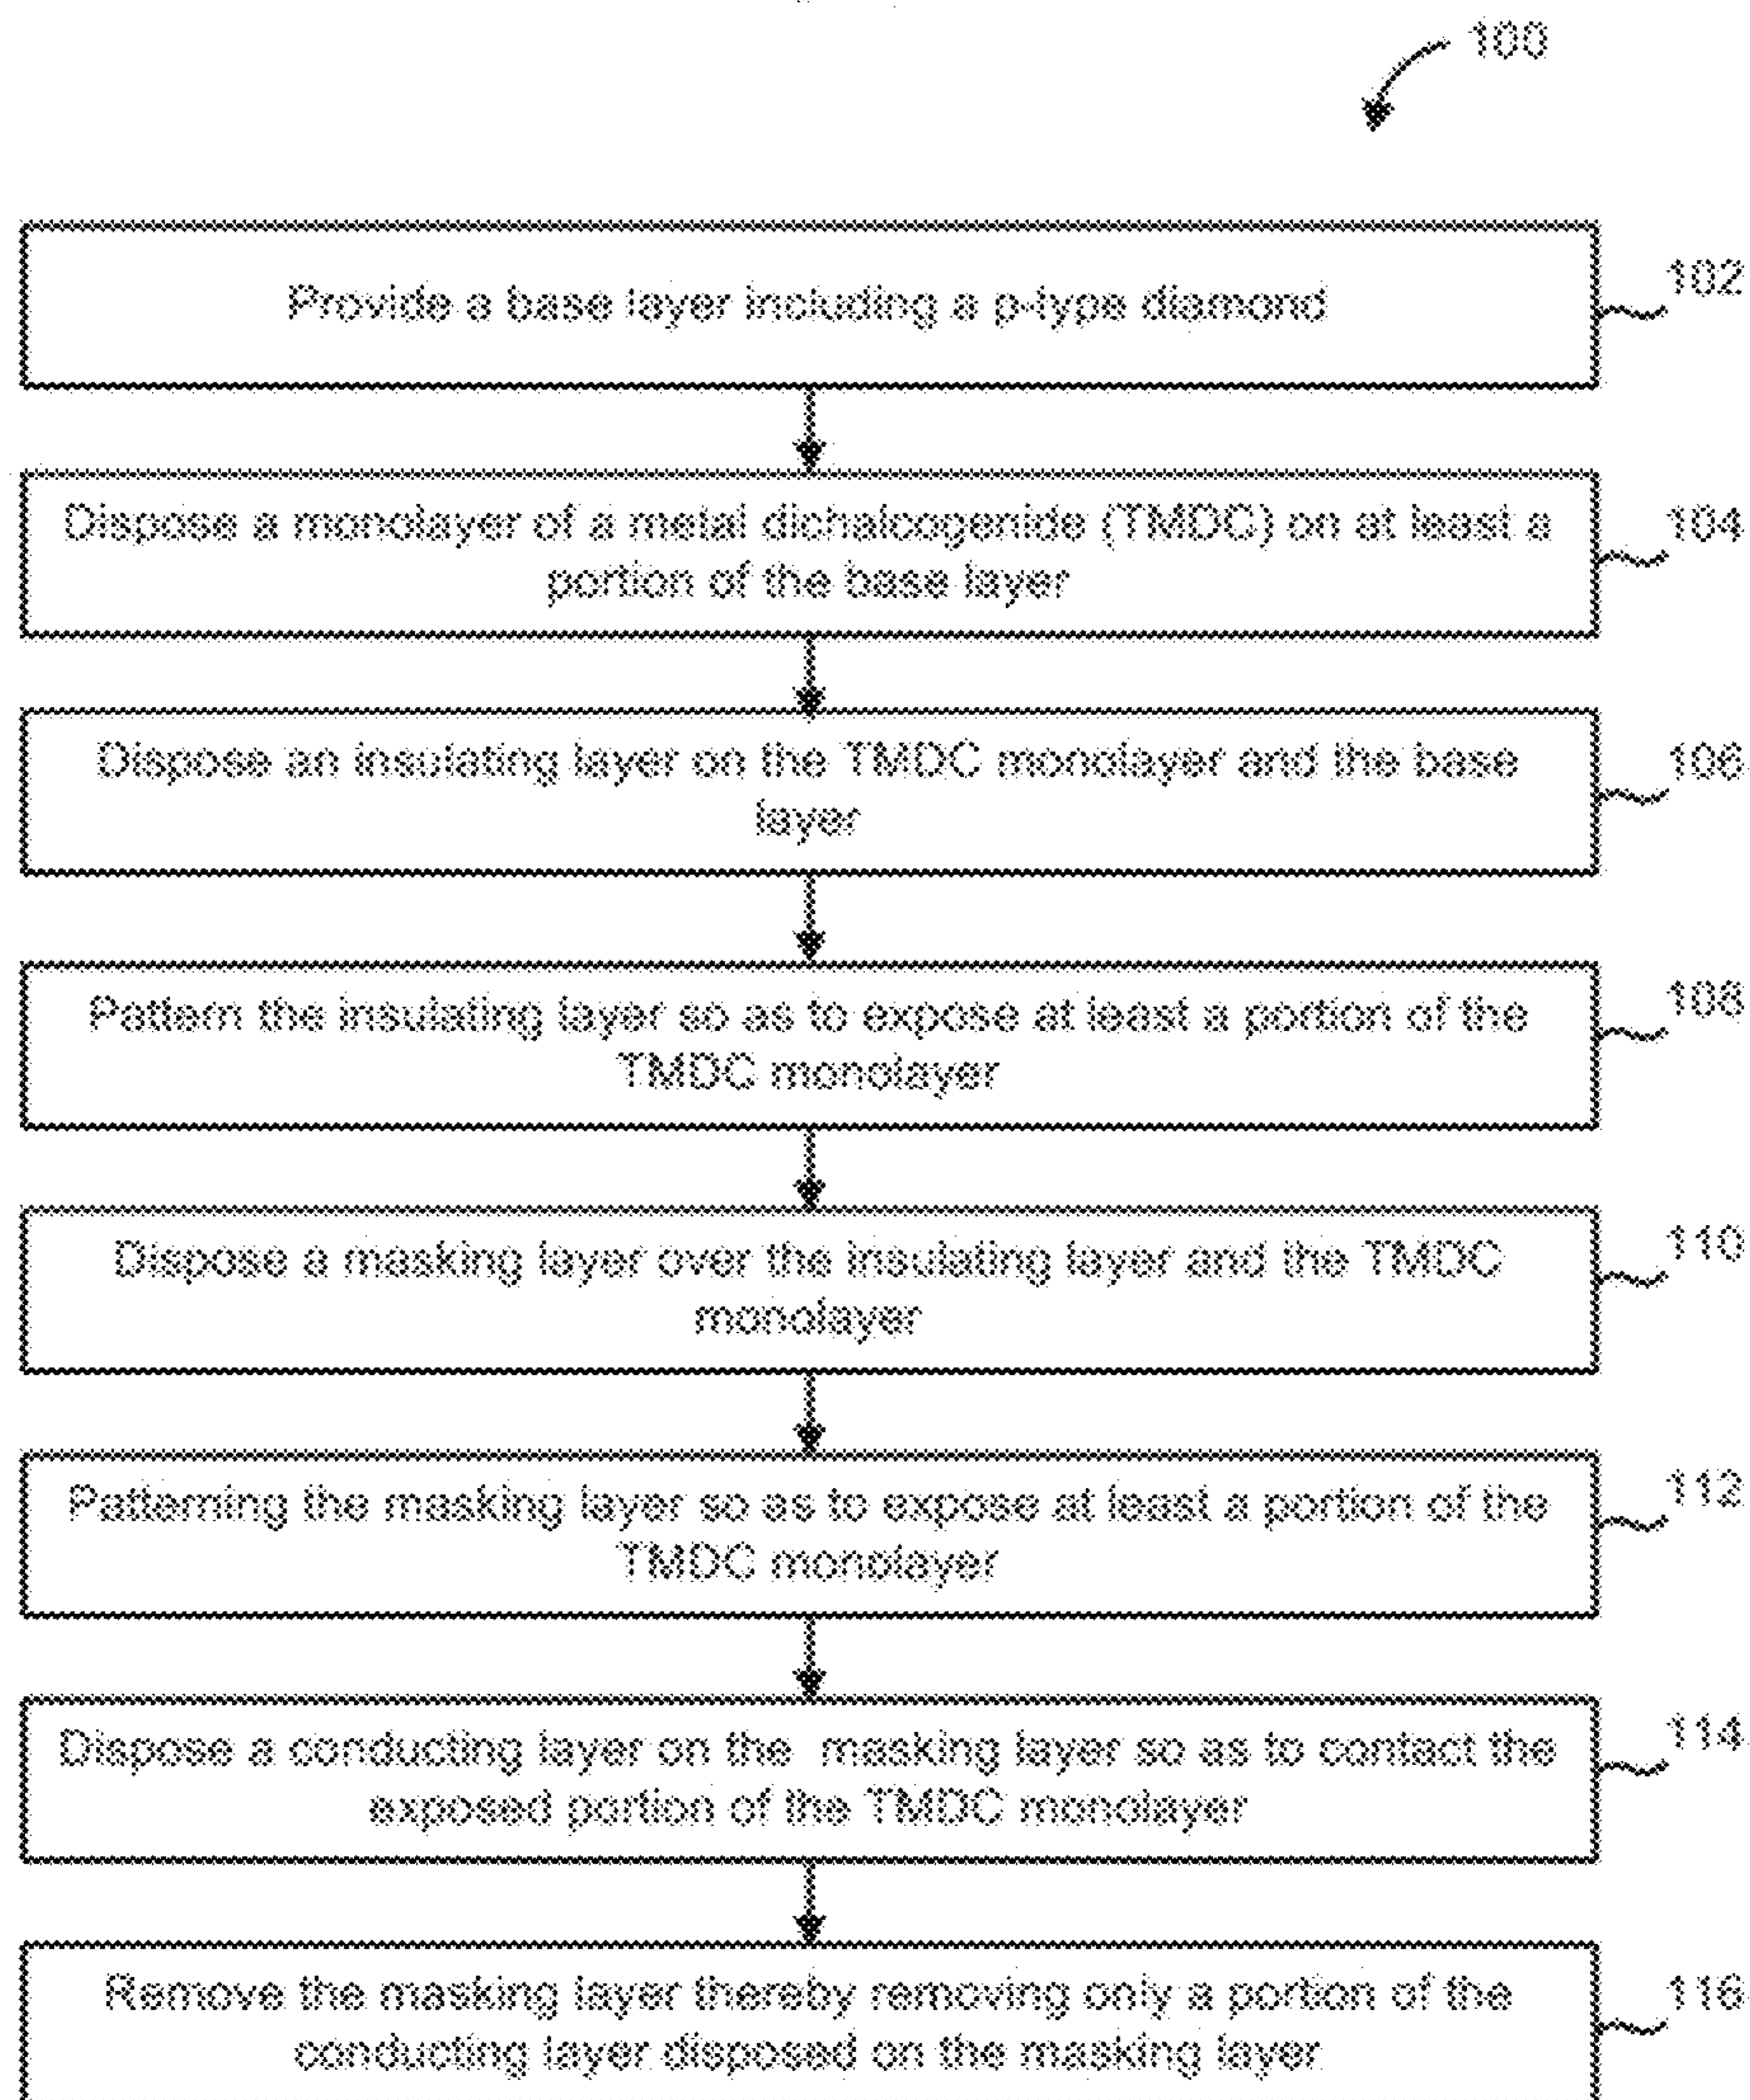 100
Provide a base layer including a p-type diamond
102
Dispose a monolayer of a metal dichalcogenide (TMDC) on at least a
portion of the base layer
104
Dispose an insulating layer on the TMDC monolayer and the base
layer
106
Pattern the insulating layer so as to expose at least a portion of the
TMDC monolayer
108
Dispose a masking layer over the insulating layer and the TMDC
monolayer
110
Patterning the masking layer so as to expose at least a portion of the
TMDC monolayer
112
Dispose a conducting layer on the masking layer so as to contact the
exposed portion of the TMDC monolayer
114
Remove the masking layer thereby removing only a portion of the
conducting layer disposed on the masking layer
116